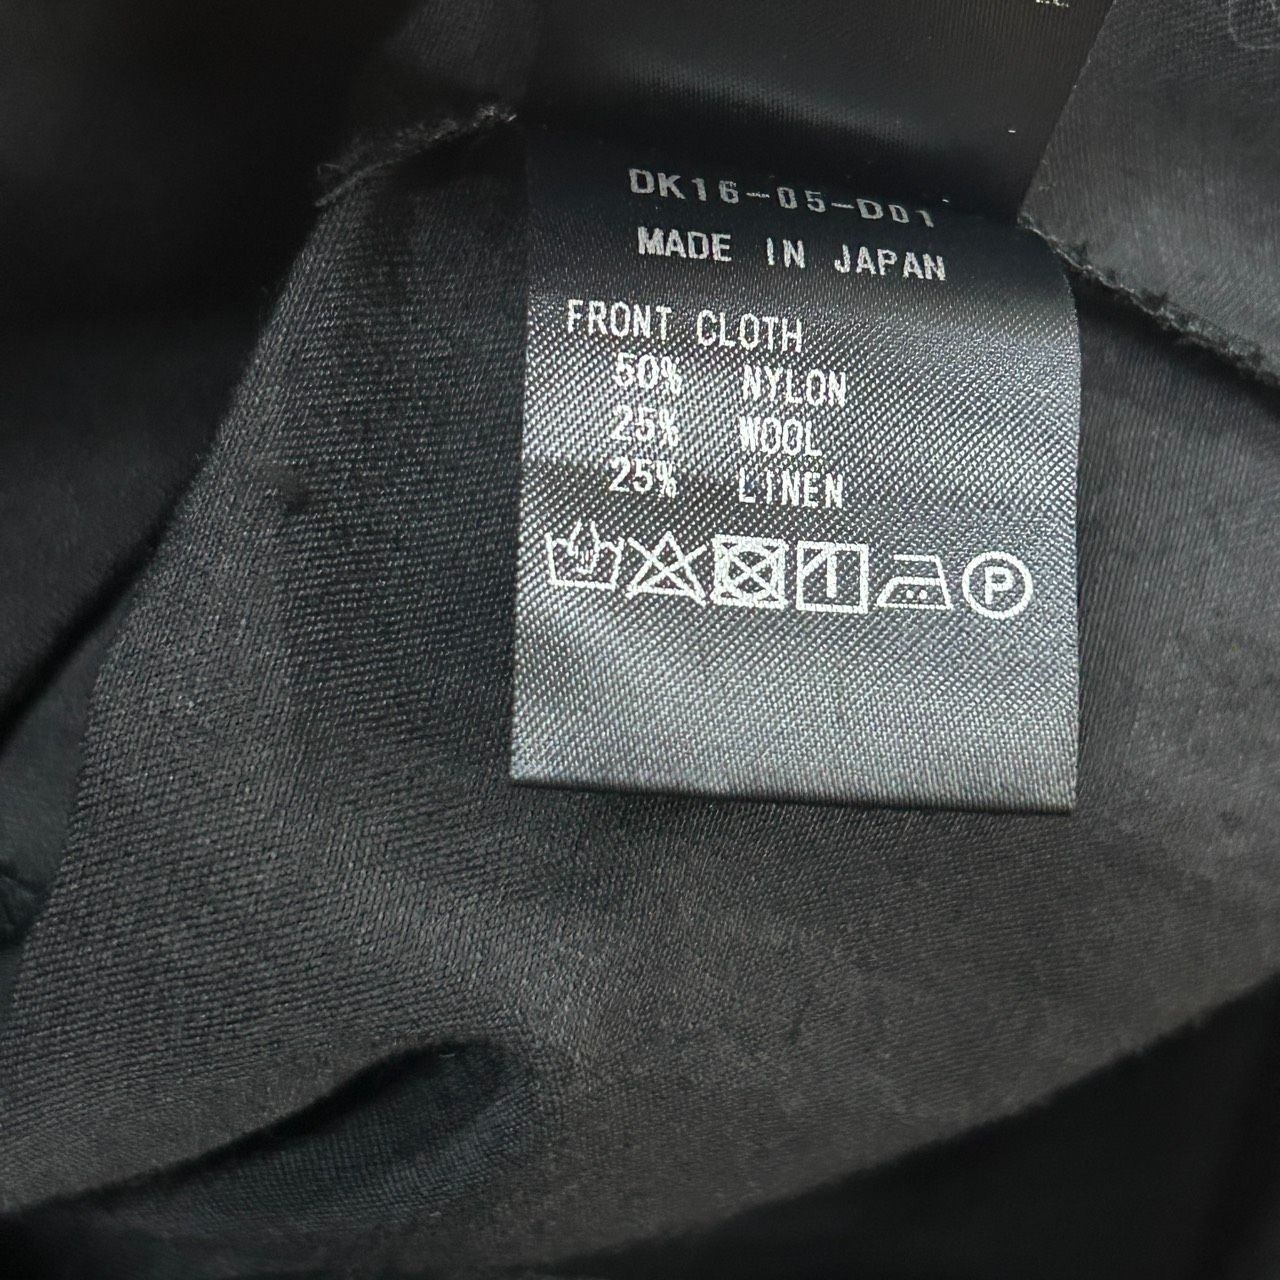 DK16-05-D01
MADE IN JAPAN
FRONT CLOTH
50% NYLON
25% WOOL
25% LINEN
P